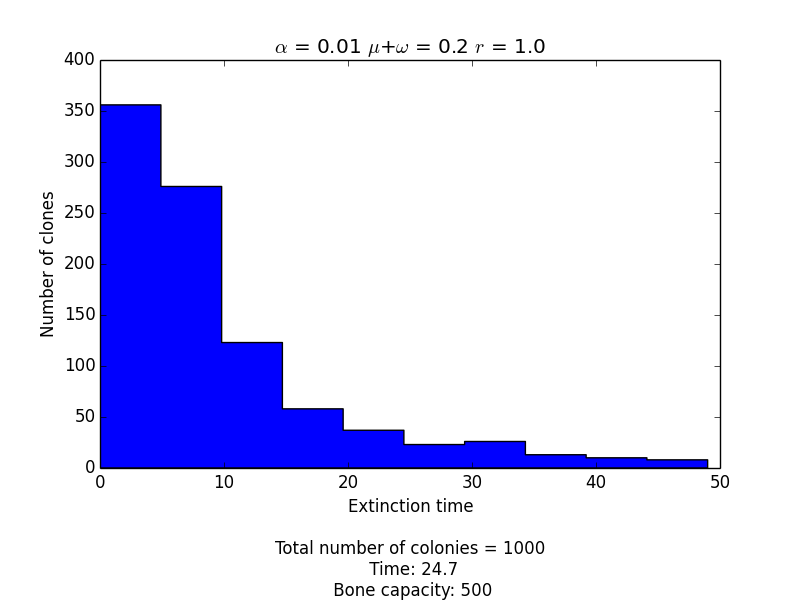 α = 0.01 μ+ω = 0.2 r = 1.0
400
350
300
250
200
150
100
50
0
Number of clones
0 10 20 30 40 50
Extinction time
Total number of colonies = 1000
Time: 24.7
Bone capacity: 500